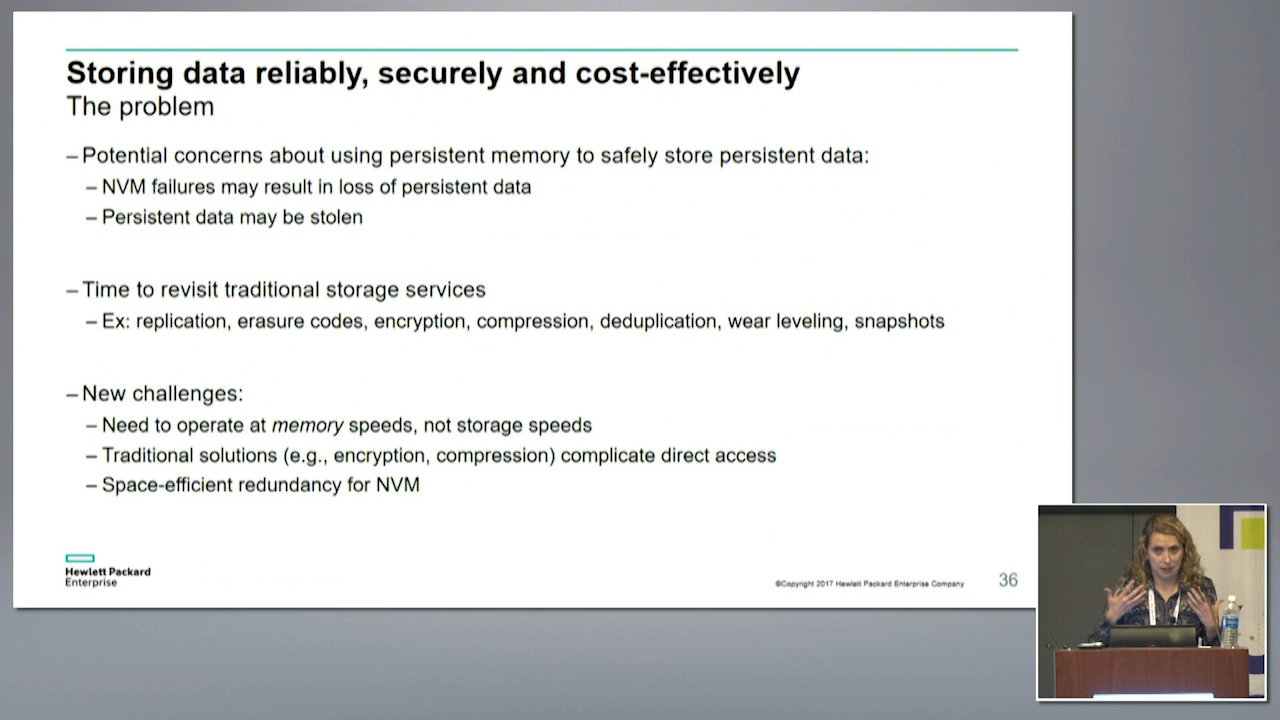 Storing data reliably, securely and cost-effectively
The problem
– Potential concerns about using persistent memory to safely store persistent data:
– NVM failures may result in loss of persistent data
– Persistent data may be stolen
– Time to revisit traditional storage services
– Ex: replication, erasure codes, encryption, compression, deduplication, wear leveling, snapshots
– New challenges:
– Need to operate at memory speeds, not storage speeds
– Traditional solutions (e.g., encryption, compression) complicate direct access
– Space-efficient redundancy for NVM
Hewlett Packard
Enterprise
©Copyright 2017 Hewlett Packard Enterprise Company
36